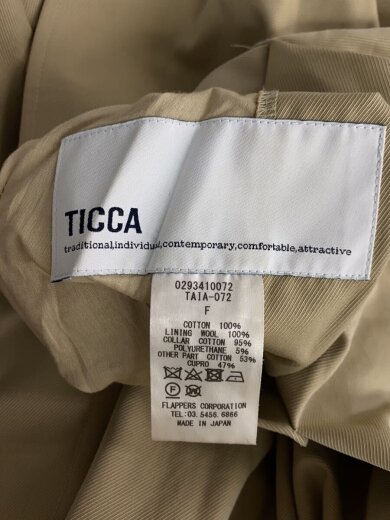 TICCA
traditional,individual,contemporary,comfortable,attractive
0293410072
TAIA-072
F
COTTON 100%
LINING WOOL 100%
COLLAR COTTON 95%
POLYURETHANE 5%
OTHER PART COTTON 53%
CUPRO 47%
FLAPPERS CORPORATION
TEL:03.5456.6866
MADE IN JAPAN